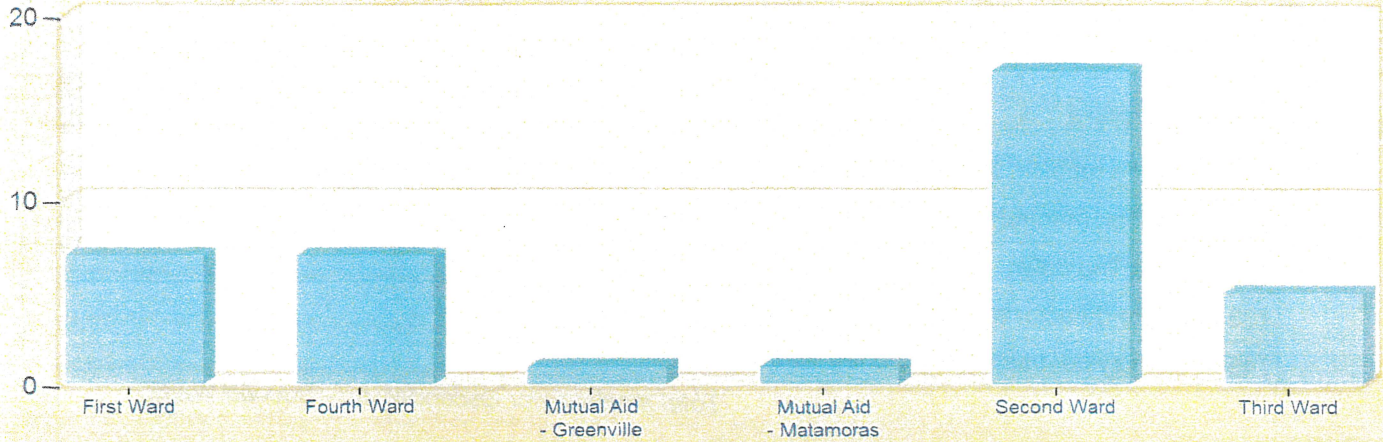 20
10
0
First Ward
Fourth Ward
Mutual Aid
- Greenville
Mutual Aid
- Matamoras
Second Ward
Third Ward